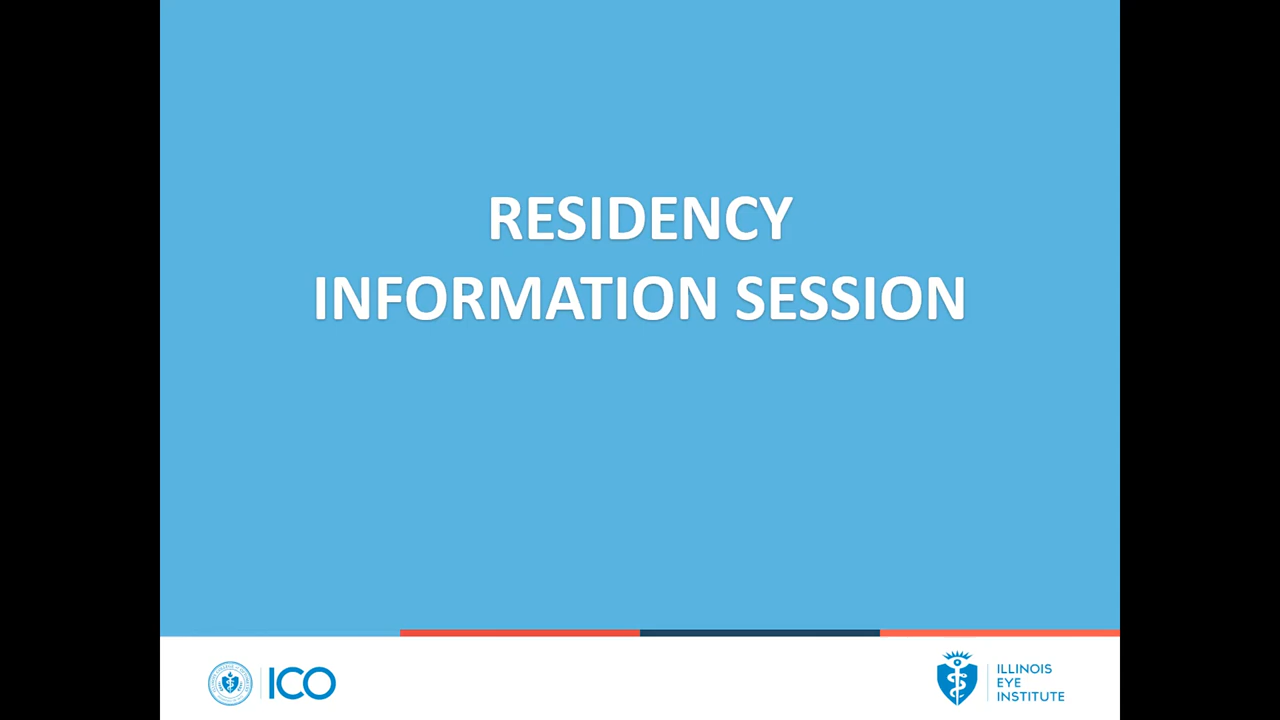 RESIDENCY
INFORMATION SESSION
ICO
ILLINOIS
EYE
INSTITUTE